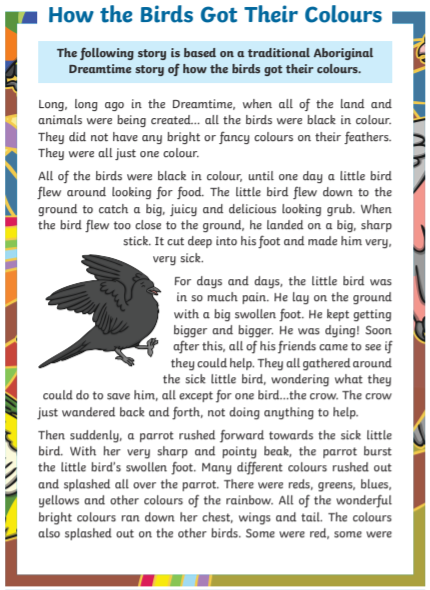 How the Birds Got Their Colours
The following story is based on a traditional Aboriginal
Dreamtime story of how the birds got their colours.
Long, long ago in the Dreamtime, when all of the land and
animals were being created... all the birds were black in colour.
They did not have any bright or fancy colours on their feathers.
They were all just one colour.
All of the birds were black in colour, until one day a little bird
flew around looking for food. The little bird flew down to the
ground to catch a big, juicy and delicious looking grub. When
the bird flew too close to the ground, he landed on a big, sharp
stick. It cut deep into his foot and made him very,
very sick.
For days and days, the little bird was
in so much pain. He lay on the ground
with a big swollen foot. He kept getting
bigger and bigger. He was dying! Soon
after this, all of his friends came to see if
they could help. They all gathered around
the sick little bird, wondering what they
could do to save him, all except for one bird...the crow. The crow
just wandered back and forth, not doing anything to help.
Then suddenly, a parrot rushed forward towards the sick little
bird. With her very sharp and pointy beak, the parrot burst
the little bird's swollen foot. Many different colours rushed out
and splashed all over the parrot. There were reds, greens, blues,
yellows and other colours of the rainbow. All of the wonderful
bright colours ran down her chest, wings and tail. The colours
also splashed out on the other birds. Some were red, some were